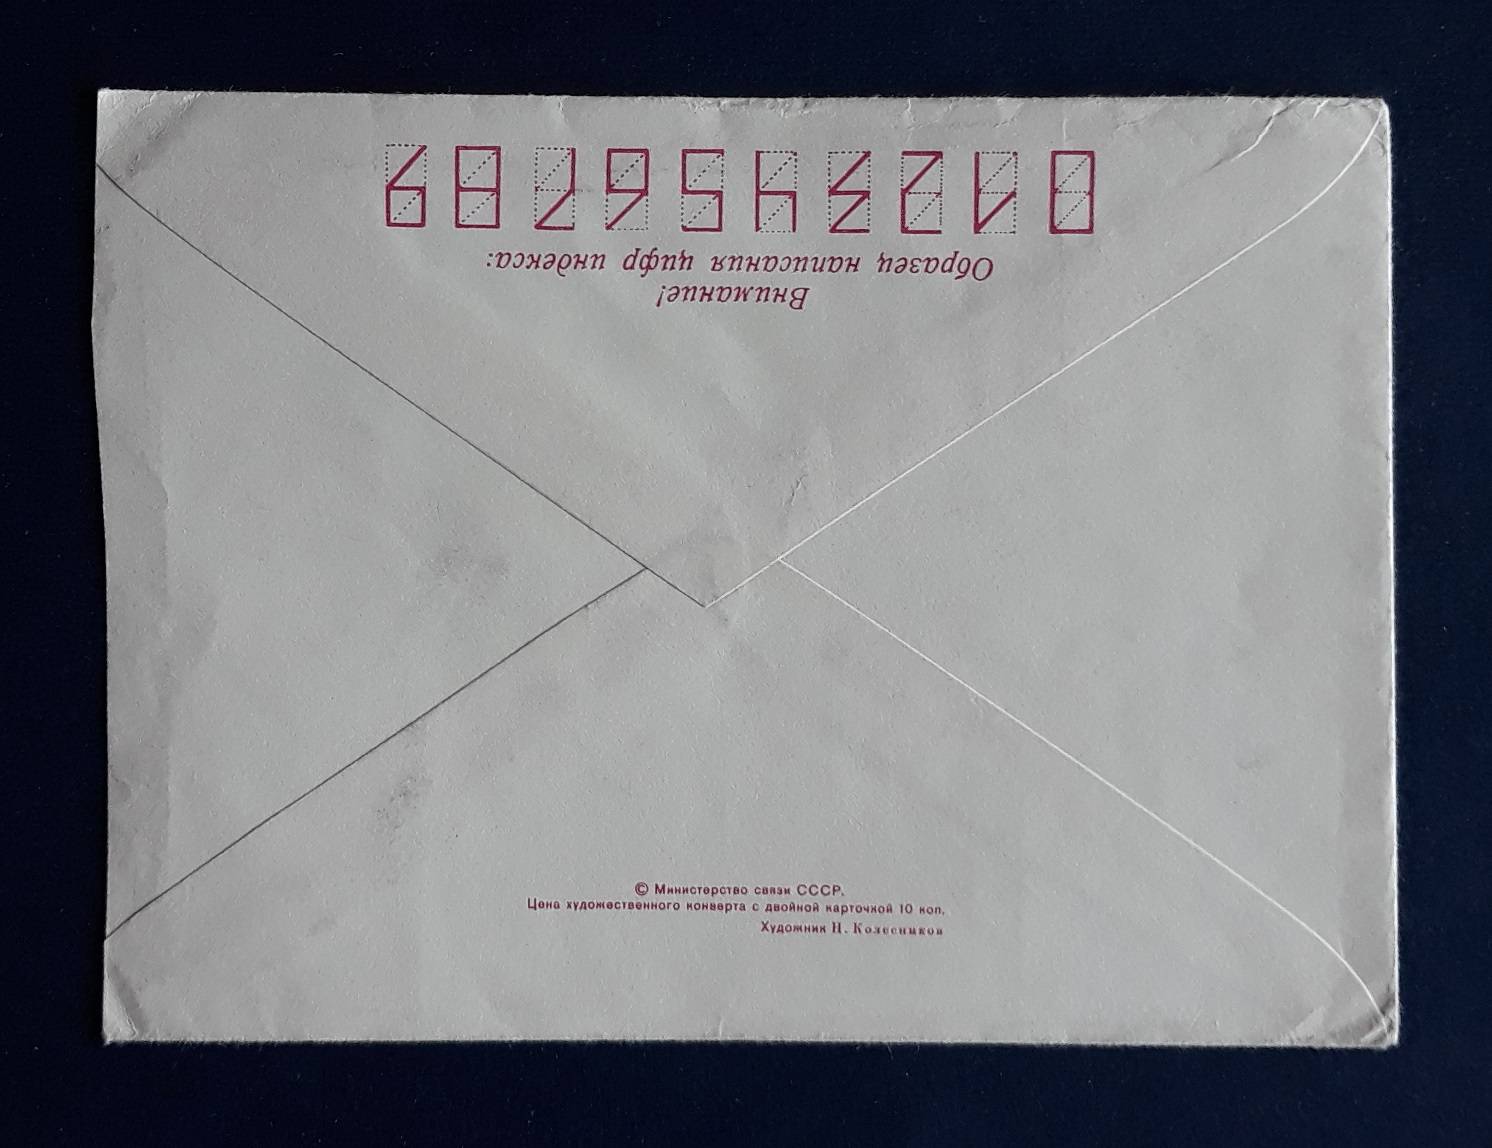 Внимание!
Образец написания цифр индекса:
0123456789
© Министерство связи СССР.
Цена художественного конверта с двойной карточкой 10 коп.
Художник Н. Колесников